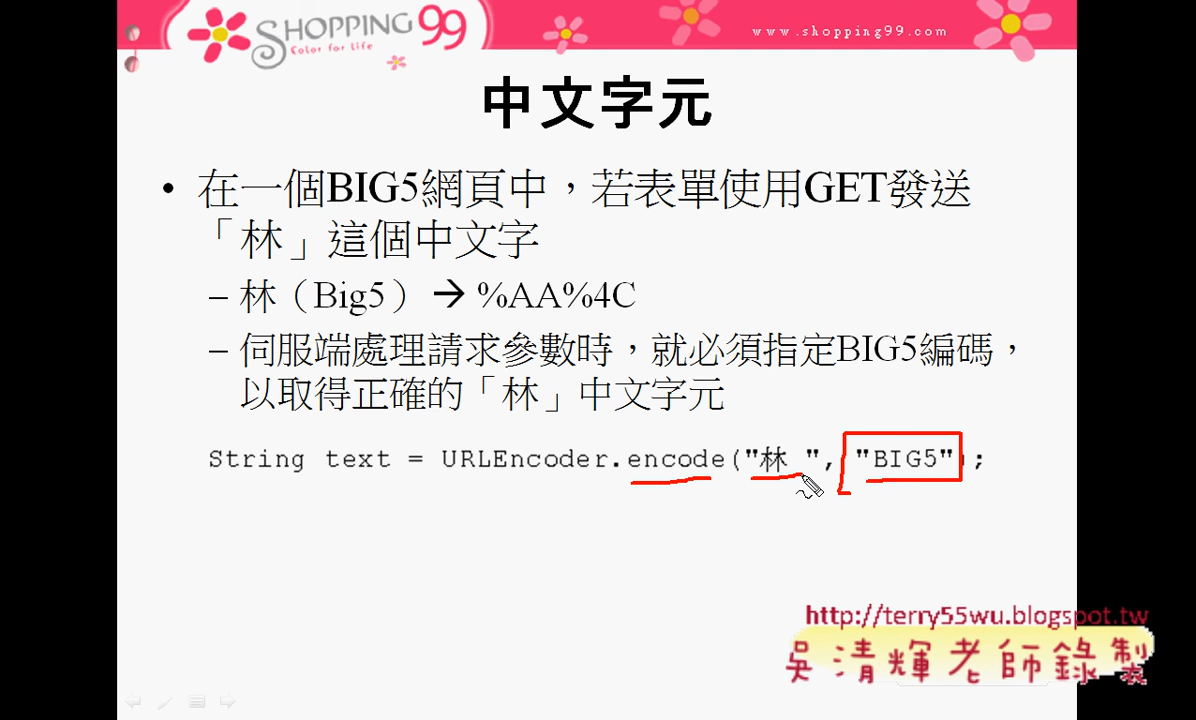 SHOPPING 99
Color for Life
www.shopping99.com
中文字元
• 在一個BIG5網頁中，若表單使用GET發送
「林」這個中文字
– 林（Big5）→ %AA%4C
– 伺服端處理請求參數時，就必須指定BIG5編碼，
以取得正確的「林」中文字元
String text = URLEncoder.encode("林 ", "BIG5");
http://terry55wu.blogspot.tw
吳清輝老師錄製